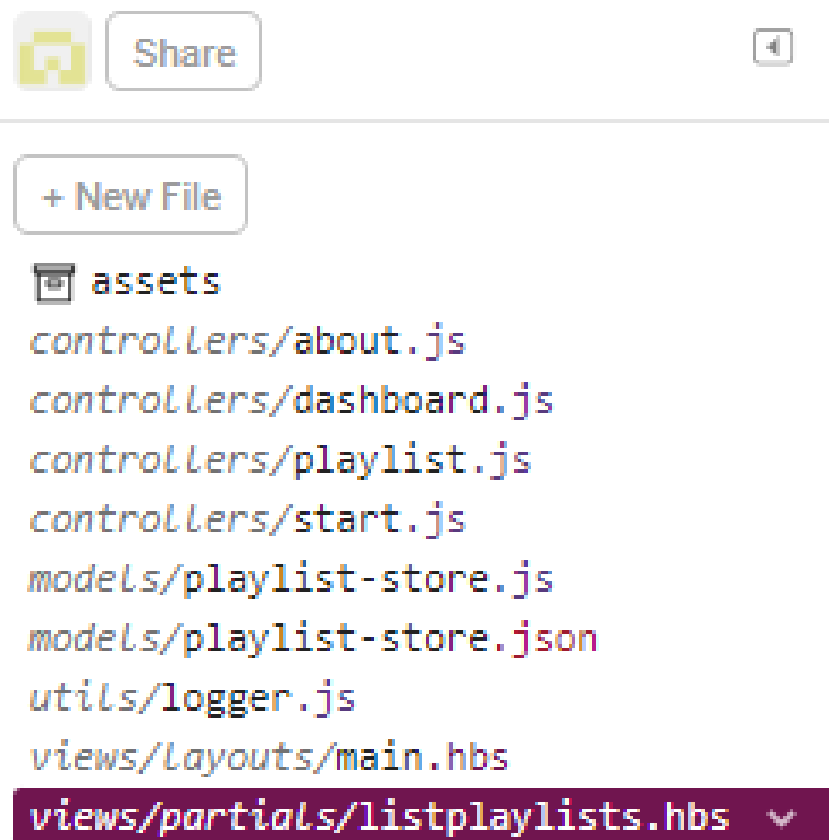 Share
+ New File
assets
controllers/about.js
controllers/dashboard.js
controllers/playlist.js
controllers/start.js
models/playlist-store.js
models/playlist-store.json
utils/logger.js
views/layouts/main.hbs
views/partials/listplaylists.hbs